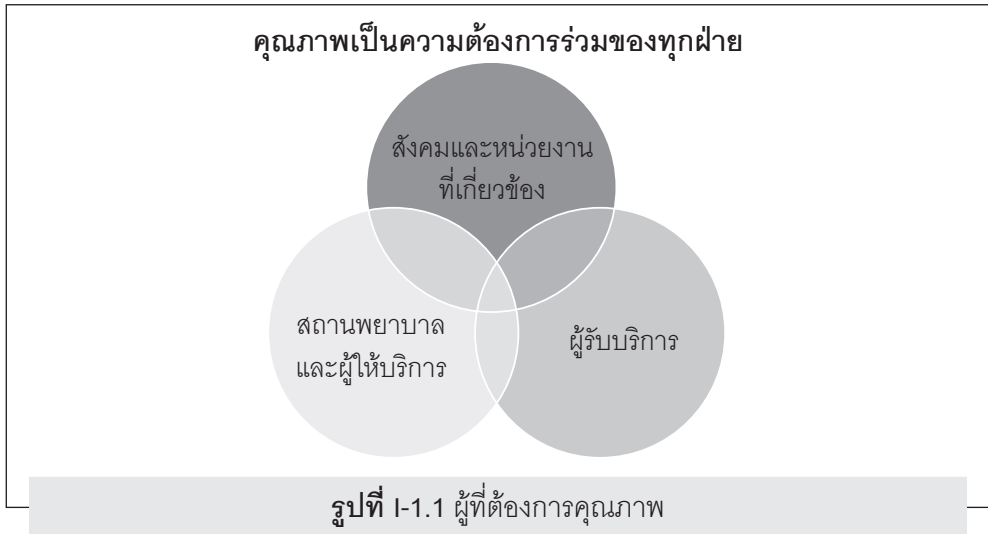 คุณภาพเป็นความต้องการร่วมของทุกฝ่าย
สังคมและหน่วยงาน
ที่เกี่ยวข้อง
สถานพยาบาล
และผู้ให้บริการ
ผู้รับบริการ
รูปที่ I-1.1 ผู้ที่ต้องการคุณภาพ